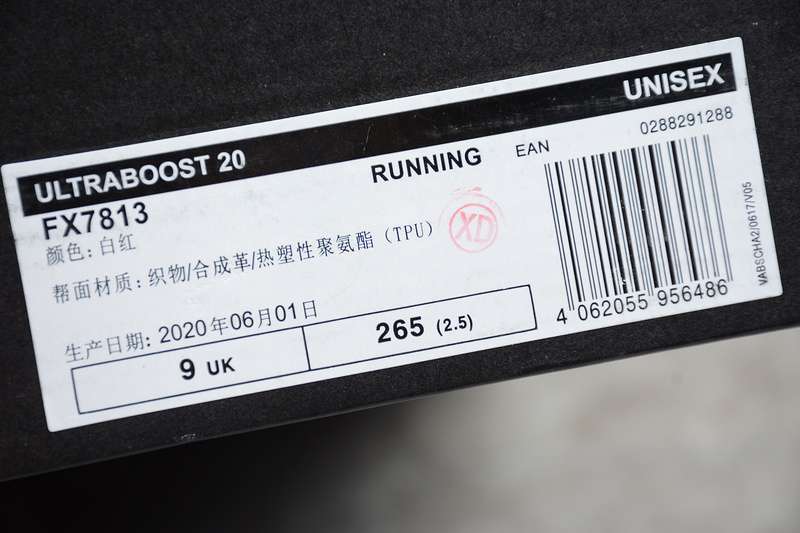 UNISEX
ULTRABOOST 20
RUNNING
EAN
0288291288
FX7813
颜色: 白红
XD
帮面材质: 织物/合成革/热塑性聚氨酯（TPU）
生产日期: 2020年06月01日
9 UK
265 (2.5)
4 062055 956486
VABSCHA2/0617/V05